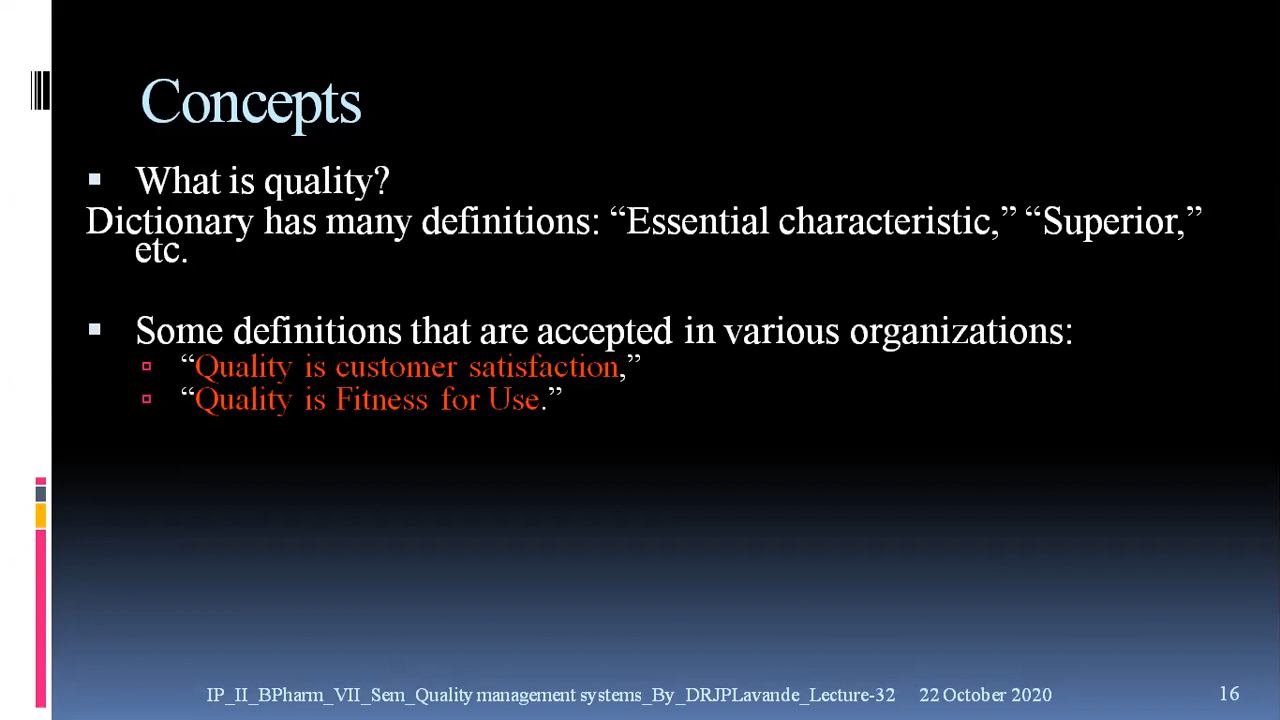 Concepts
What is quality?
Dictionary has many definitions: “Essential characteristic,” “Superior,”
etc.
Some definitions that are accepted in various organizations:
“Quality is customer satisfaction,”
“Quality is Fitness for Use.”
IP_II_BPharm_VII_Sem_Quality management systems_By_DRJPLavande_Lecture-32 22 October 2020 16